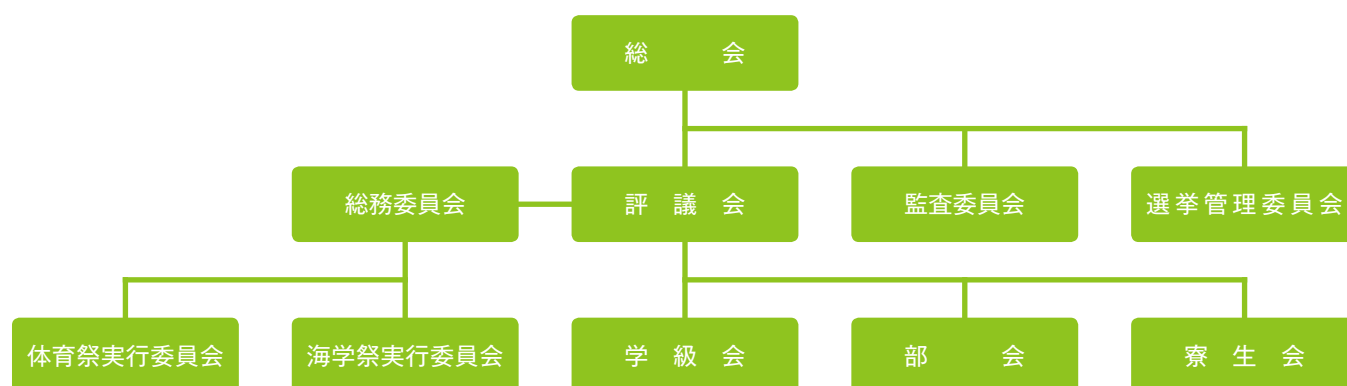 総会
総務委員会
評議会
監査委員会
選挙管理委員会
体育祭実行委員会
海学祭実行委員会
学級会
部会
寮生会